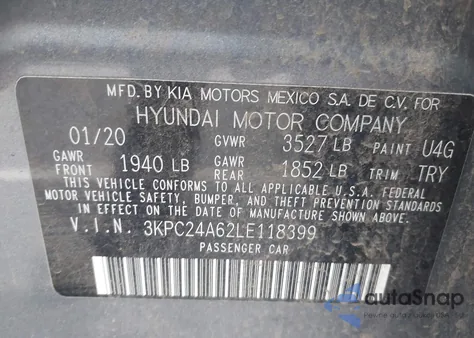 MFD. BY KIA MOTORS MEXICO S.A. DE C.V. FOR
HYUNDAI MOTOR COMPANY
01/20 GVWR 3527 LB PAINT U4G
GAWR FRONT 1940 LB GAWR REAR 1852 LB TRIM TRY
THIS VEHICLE CONFORMS TO ALL APPLICABLE U.S.A. FEDERAL
MOTOR VEHICLE SAFETY, BUMPER, AND THEFT PREVENTION STANDARDS
IN EFFECT ON THE DATE OF MANUFACTURE SHOWN ABOVE.
V.I.N. 3KPC24A62LE118399
PASSENGER CAR
autoSnap